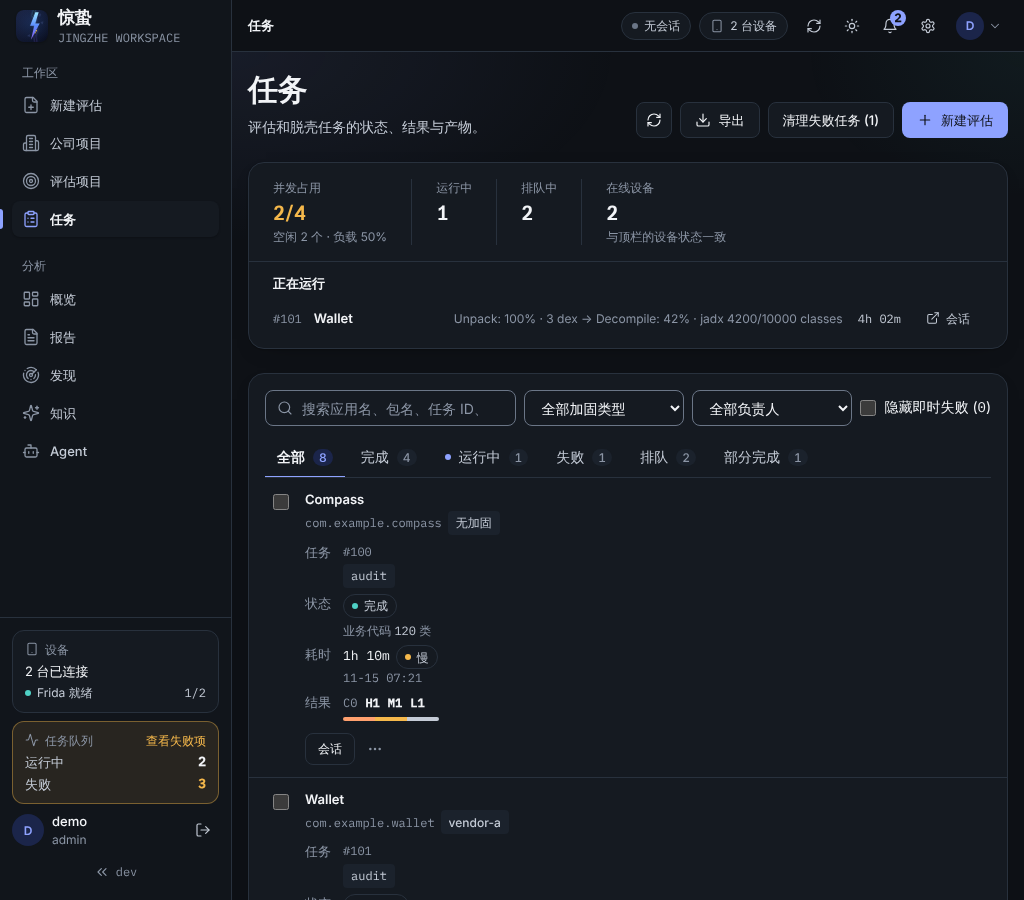 惊蛰
JINGZHE WORKSPACE
工作区
新建评估
公司项目
评估项目
任务
分析
概览
报告
发现
知识
Agent
设备
2 台已连接
Frida 就绪 1/2
任务队列 查看失败项
运行中 2
失败 3
D demo
admin
dev
任务
无会话 2 台设备 2 D
任务
评估和脱壳任务的状态、结果与产物。
导出 清理失败任务 (1) 新建评估
并发占用 运行中 排队中 在线设备
2/4 1 2 2
空闲 2 个 · 负载 50% 与顶栏的设备状态一致
正在运行
#101 Wallet Unpack: 100% · 3 dex → Decompile: 42% · jadx 4200/10000 classes 4h 02m 会话
搜索应用名、包名、任务 ID、 全部加固类型 全部负责人 隐藏即时失败 (0)
全部 8 完成 4 运行中 1 失败 1 排队 2 部分完成 1
Compass
com.example.compass 无加固
任务 #100
audit
状态 完成
业务代码 120 类
耗时 1h 10m 慢
11-15 07:21
结果 C0 H1 M1 L1
会话 ···
Wallet
com.example.wallet vendor-a
任务 #101
audit